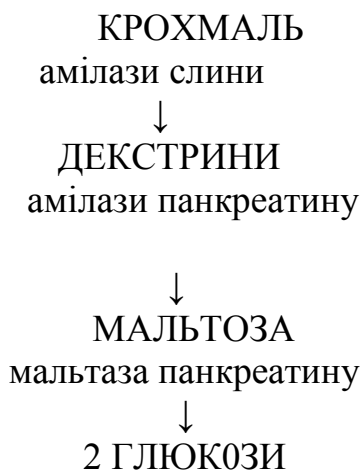 КРОХМАЛЬ
амілази слини
↓
ДЕКСТРИНИ
амілази панкреатину
↓
МАЛЬТОЗА
мальтаза панкреатину
↓
2 ГЛЮК0ЗИ